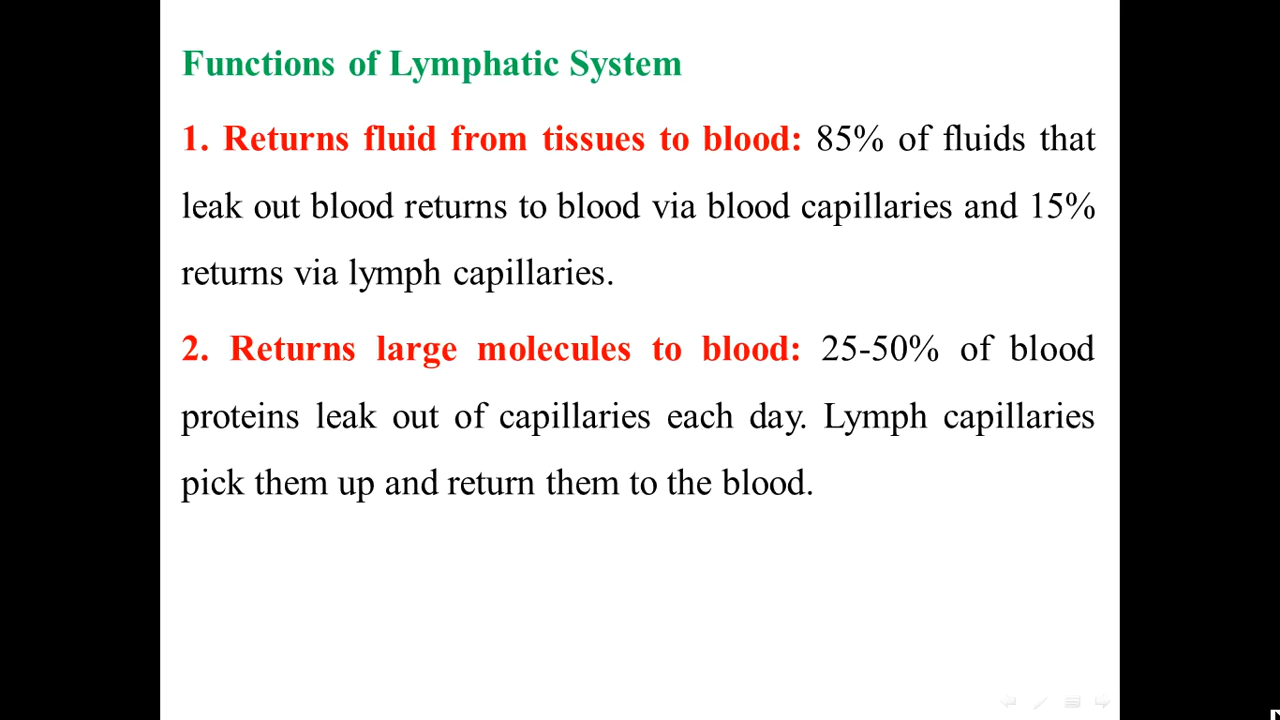 Functions of Lymphatic System
1. Returns fluid from tissues to blood: 85% of fluids that
leak out blood returns to blood via blood capillaries and 15%
returns via lymph capillaries.
2. Returns large molecules to blood: 25-50% of blood
proteins leak out of capillaries each day. Lymph capillaries
pick them up and return them to the blood.